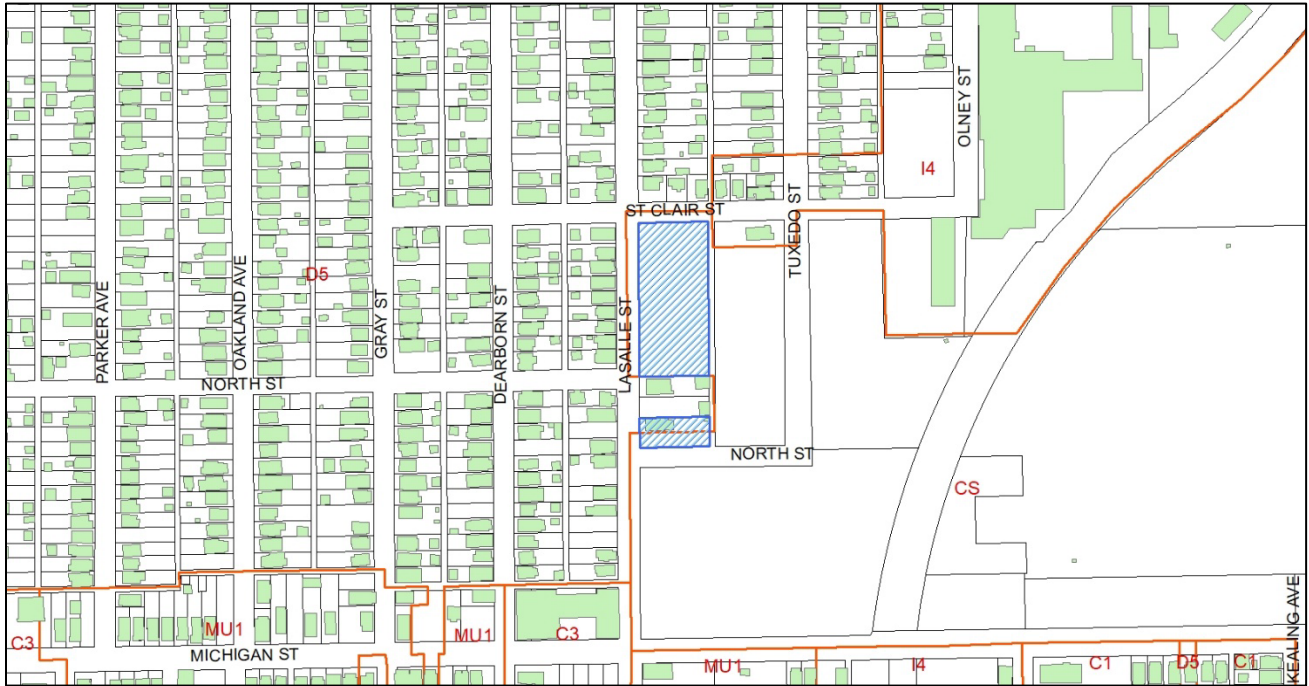 OLNEY ST
I4
ST CLAIR ST
TUXEDO ST
D5
PARKER AVE
OAKLAND AVE
GRAY ST
DEARBORN ST
LASALLE ST
NORTH ST
NORTH ST
CS
KEALING AVE
C3
MU1
MICHIGAN ST
MU1
C3
MU1
I4
C1
D5
C1